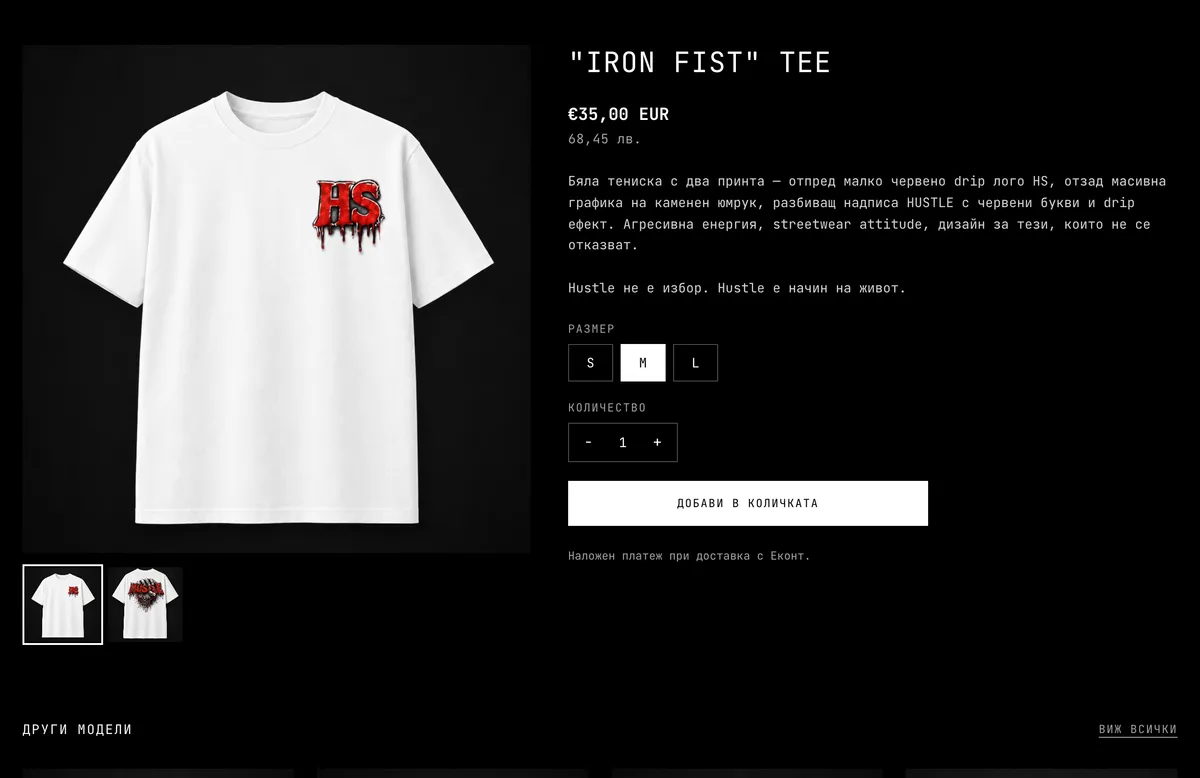 "IRON FIST" TEE
€35,00 EUR
68,45 лв.
Бяла тениска с два принта — отпред малко червено drip лого HS, отзад масивна
графика на каменен юмрук, разбиващ надписа HUSTLE с червени букви и drip
ефект. Агресивна енергия, streetwear attitude, дизайн за тези, които не се
отказват.
Hustle не е избор. Hustle е начин на живот.
РАЗМЕР
S M L
КОЛИЧЕСТВО
- 1 +
ДОБАВИ В КОЛИЧКАТА
Наложен платеж при доставка с Еконт.
HS
HS
ДРУГИ МОДЕЛИ
ВИЖ ВСИЧКИ